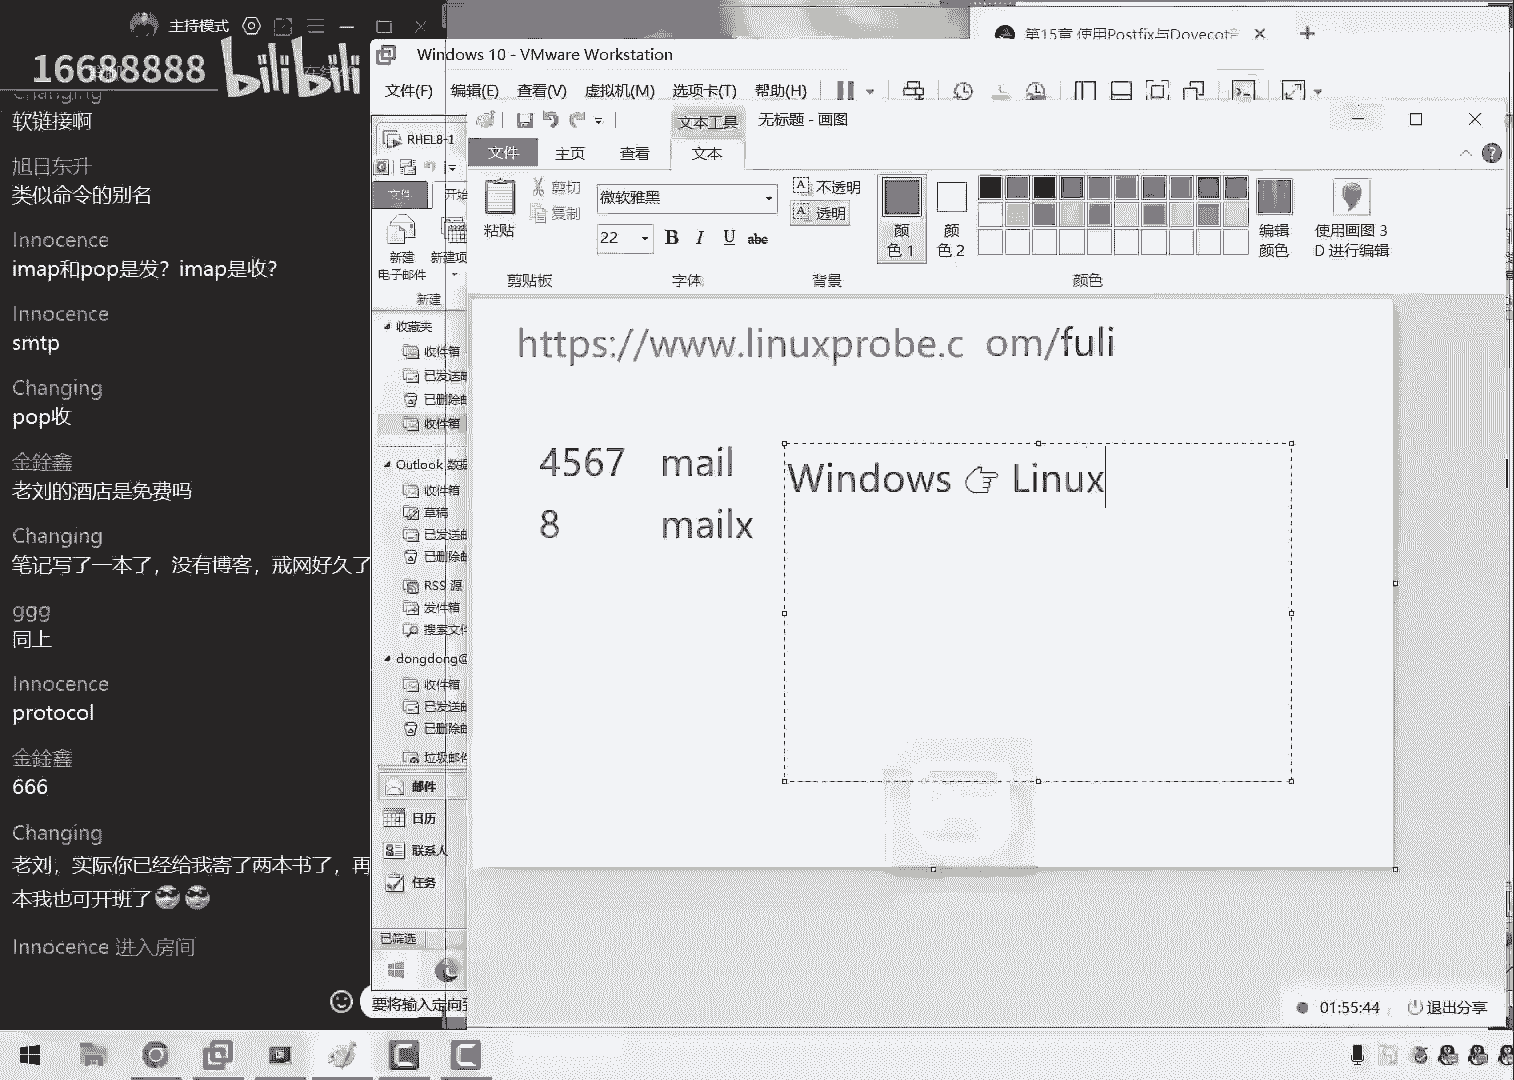 主持模式
16688888 bilibili
Changing
软链接啊
旭日东升
类似命令的别名
Innocence
imap和pop是发？imap是收？
Innocence
smtp
Changing
pop收
金鍂鑫
老刘的酒店是免费吗
Changing
笔记写了一本了，没有博客，戒网好久了
ggg
同上
Innocence
protocol
金鍂鑫
666
Changing
老刘，实际你已经给我寄了两本书了，再
本我也可开班了
Innocence 进入房间
第15章 使用Postfix与Dovecot
Windows 10 - VMware Workstation
文件(F) 编辑(E) 查看(V) 虚拟机(M) 选项卡(T) 帮助(H)
RHEL8-1
文件 开始
新建
电子邮件
新建项
新建
收藏夹
收件箱
已发送邮
已删除邮
收件箱
Outlook 数据
收件箱
草稿
已发送邮
已删除邮
RSS 源
发件箱
搜索文件
dongdong@
收件箱
已发送邮
已删除邮
垃圾邮件
邮件
日历
联系人
任务
已筛选
要将输入定向到
文本工具 无标题 - 画图
文件 主页 查看 文本
粘贴
剪切
复制
剪贴板
微软雅黑
22 B I U abc
字体
不透明
透明
背景
颜
色 1
颜
色 2
编辑
颜色
使用画图 3
D 进行编辑
颜色
https://www.linuxprobe.c om/fuli
4567 mail
8 mailx
Windows 👉 Linux
01:55:44 退出分享